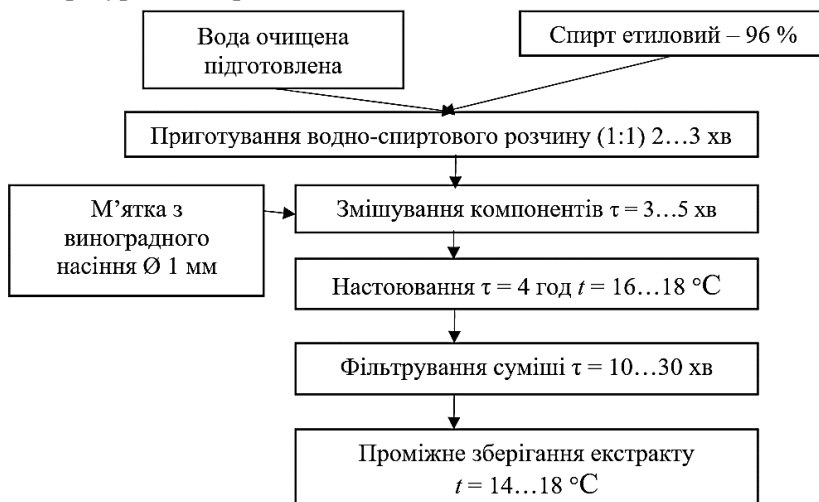 Вода очищена
підготовлена
Спирт етиловий – 96 %
Приготування водно-спиртового розчину (1:1) 2…3 хв
М’ятка з
виноградного
насіння Ø 1 мм
Змішування компонентів τ = 3…5 хв
Настоювання τ = 4 год t = 16…18 °С
Фільтрування суміші τ = 10…30 хв
Проміжне зберігання екстракту
t = 14…18 °С